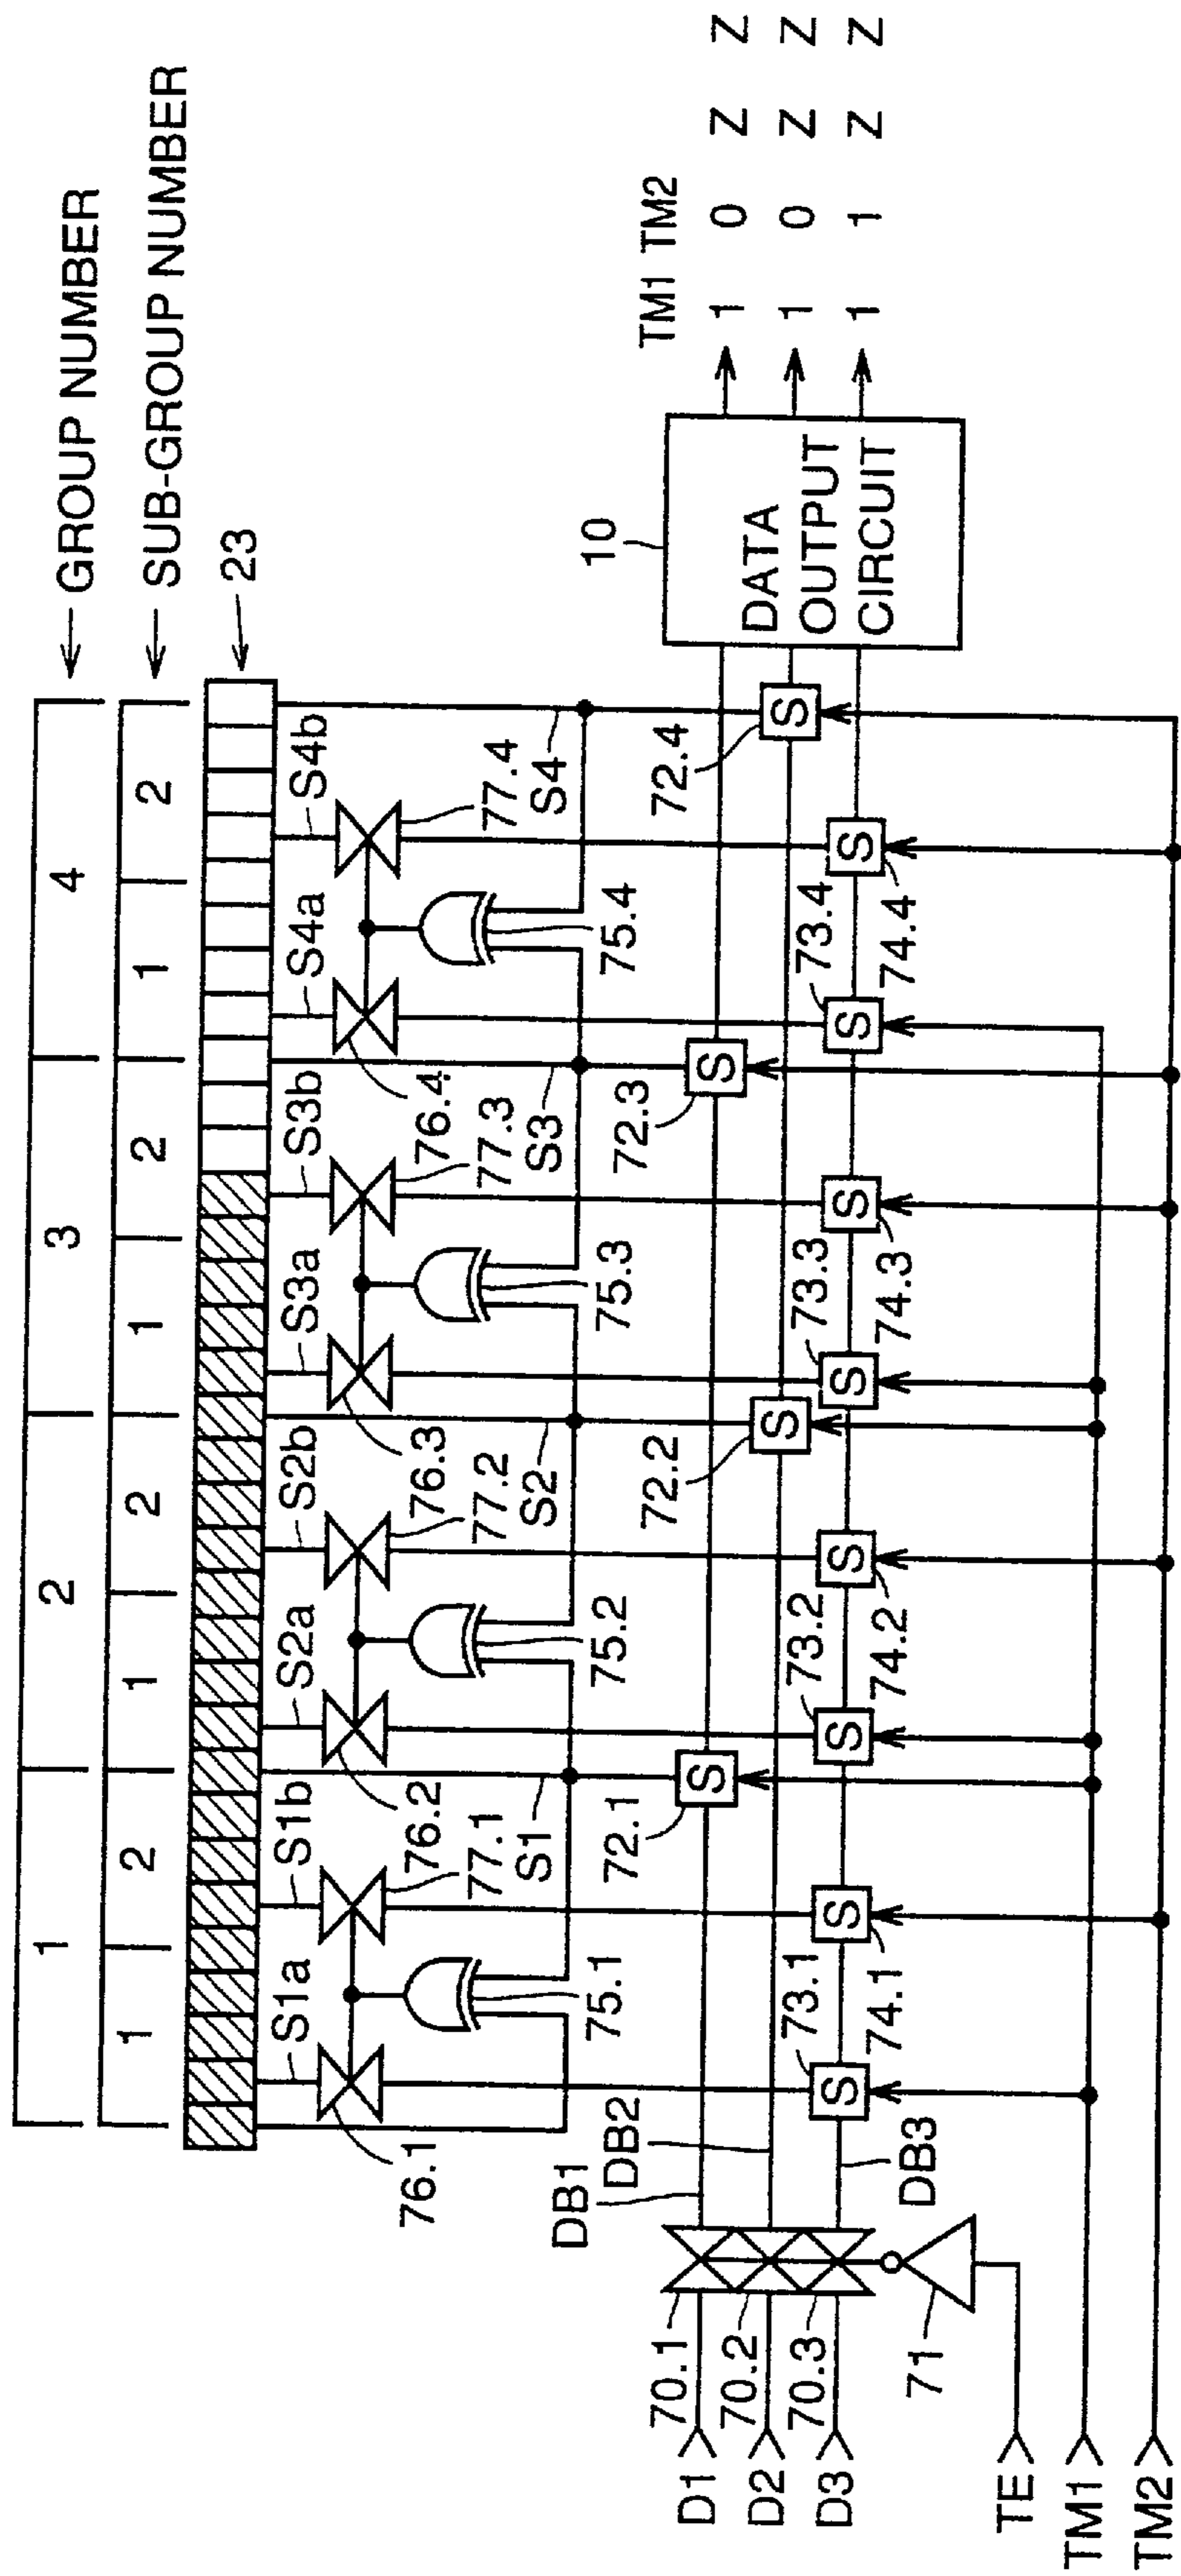 ← GROUP NUMBER
← SUB-GROUP NUMBER
1 2 3 4
1 2 1 2 1 2 1 2
23
S1a S1b S2a S2b S3a S3b S4a S4b
76.1 76.2 76.3 76.4
77.1 77.2 77.3 77.4
S1 S2 S3 S4
75.1 75.2 75.3 75.4
72.1 72.2 72.3 72.4
S S S S
73.1 73.2 73.3 73.4
S S S S S S S S
74.1 74.2 74.3 74.4
DB1
DB2
DB3
10
DATA
OUTPUT
CIRCUIT
TM1 TM2
1 0 Z Z
1 0 Z Z
1 1 Z Z
70.1
70.2
70.3
71
D1
D2
D3
TE
TM1
TM2